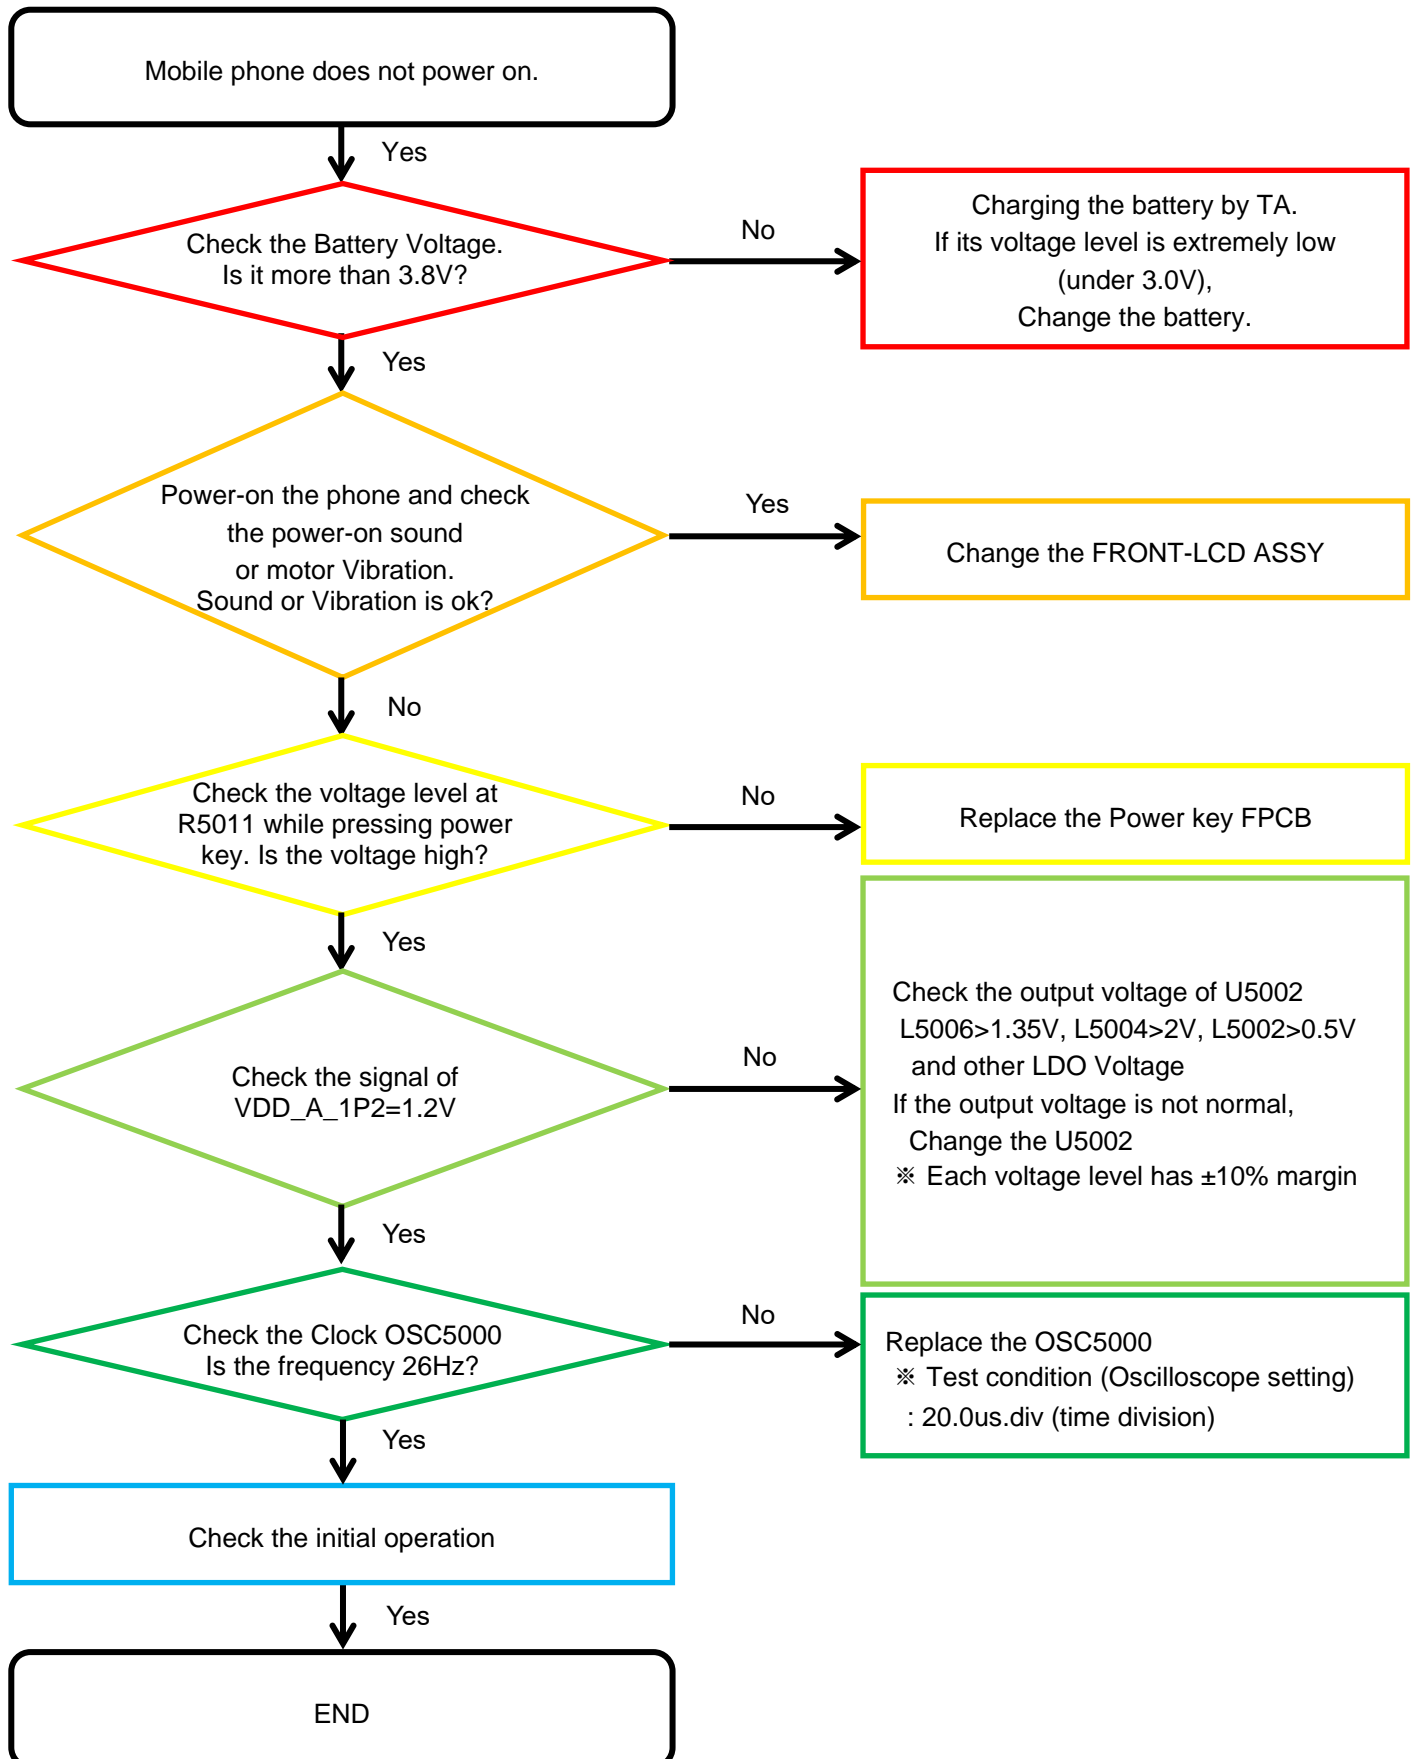 Mobile phone does not power on.
Yes
Check the Battery Voltage.
Is it more than 3.8V?
No
Charging the battery by TA.
If its voltage level is extremely low
(under 3.0V),
Change the battery.
Yes
Power-on the phone and check
the power-on sound
or motor Vibration.
Sound or Vibration is ok?
Yes
Change the FRONT-LCD ASSY
No
Check the voltage level at
R5011 while pressing power
key. Is the voltage high?
No
Replace the Power key FPCB
Yes
Check the signal of
VDD_A_1P2=1.2V
No
Check the output voltage of U5002
L5006>1.35V, L5004>2V, L5002>0.5V
and other LDO Voltage
If the output voltage is not normal,
Change the U5002
※ Each voltage level has ±10% margin
Yes
Check the Clock OSC5000
Is the frequency 26Hz?
No
Replace the OSC5000
※ Test condition (Oscilloscope setting)
: 20.0us.div (time division)
Yes
Check the initial operation
Yes
END